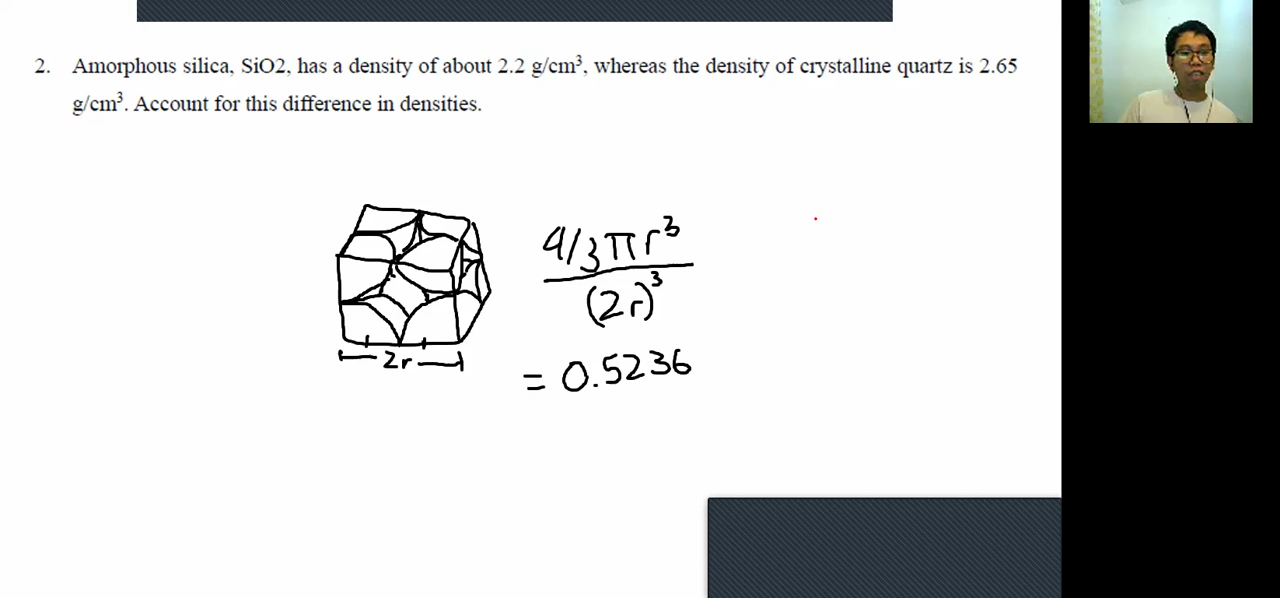 2. Amorphous silica, SiO2, has a density of about 2.2 g/cm³, whereas the density of crystalline quartz is 2.65
g/cm³. Account for this difference in densities.
4/3πr³
(2r)³
2r
= 0.5236